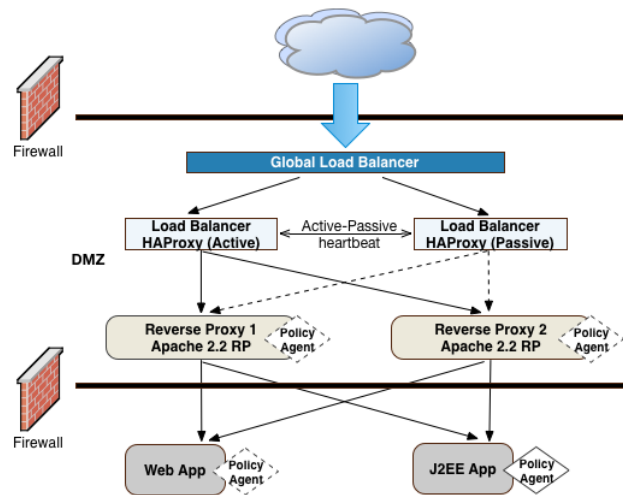 Firewall
Global Load Balancer
Load Balancer
HAProxy (Active)
Active-Passive
heartbeat
Load Balancer
HAProxy (Passive)
DMZ
Reverse Proxy 1
Apache 2.2 RP
Policy
Agent
Reverse Proxy 2
Apache 2.2 RP
Policy
Agent
Firewall
Web App
Policy
Agent
J2EE App
Policy
Agent